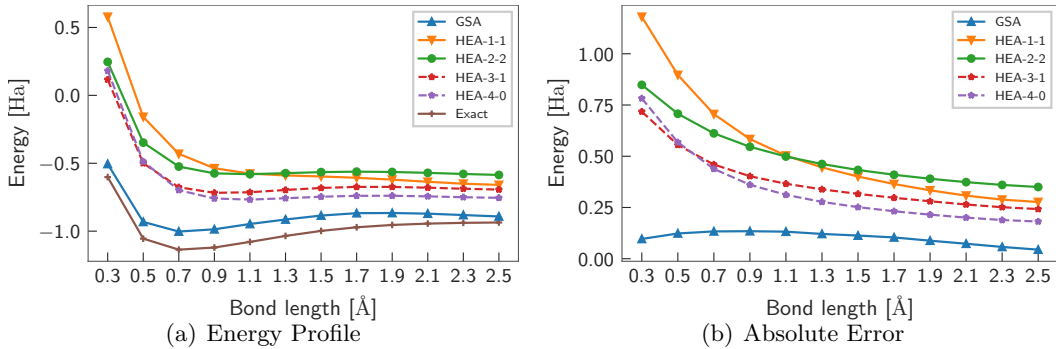 GSA
HEA-1-1
HEA-2-2
HEA-3-1
HEA-4-0
Exact
Energy [Ha]
0.5
0.0
−0.5
−1.0
0.3 0.5 0.7 0.9 1.1 1.3 1.5 1.7 1.9 2.1 2.3 2.5
Bond length [Å]
(a) Energy Profile
GSA
HEA-1-1
HEA-2-2
HEA-3-1
HEA-4-0
Energy [Ha]
1.00
0.75
0.50
0.25
0.00
0.3 0.5 0.7 0.9 1.1 1.3 1.5 1.7 1.9 2.1 2.3 2.5
Bond length [Å]
(b) Absolute Error